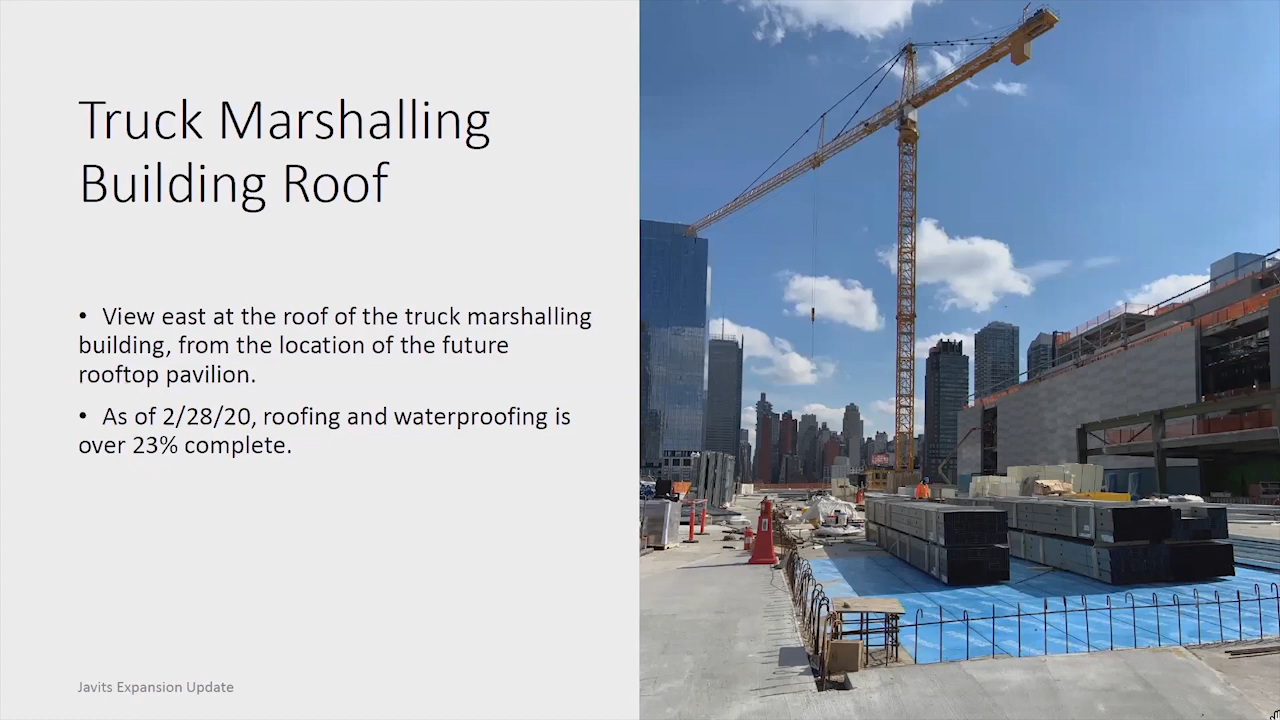 Truck Marshalling
Building Roof
• View east at the roof of the truck marshalling
building, from the location of the future
rooftop pavilion.
• As of 2/28/20, roofing and waterproofing is
over 23% complete.
Javits Expansion Update